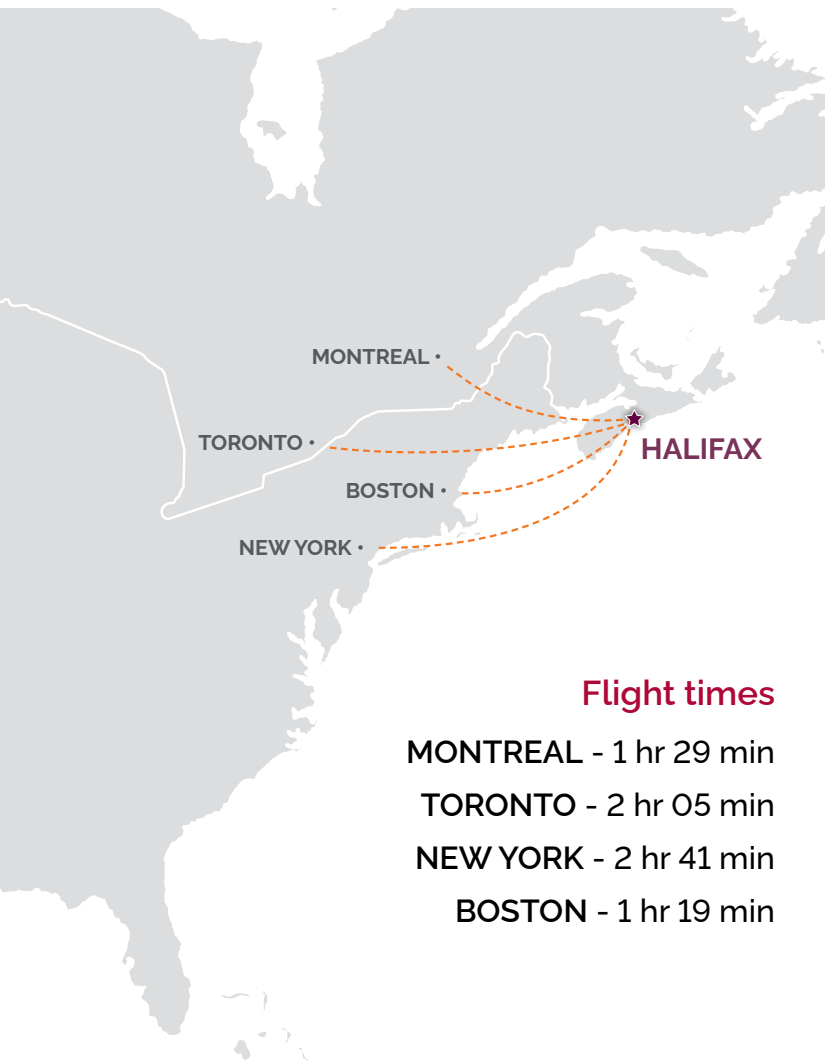 MONTREAL
TORONTO
HALIFAX
BOSTON
NEW YORK
Flight times
MONTREAL - 1 hr 29 min
TORONTO - 2 hr 05 min
NEW YORK - 2 hr 41 min
BOSTON - 1 hr 19 min